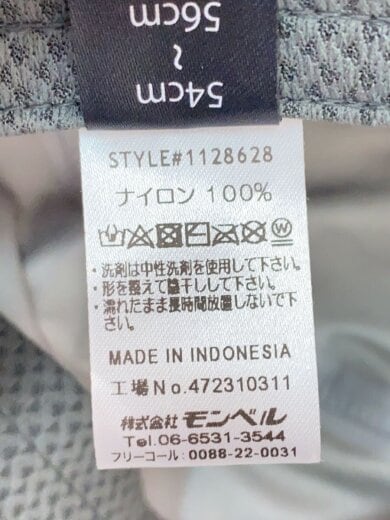 54cm
～
56cm
STYLE#1128628
ナイロン 100%
・洗剤は中性洗剤を使用して下さい。
・形を整えて陰干しして下さい。
・濡れたまま長時間放置しないで下
さい。
MADE IN INDONESIA
工場No.472310311
株式会社 モンベル
Tel.06-6531-3544
フリーコール：0088-22-0031